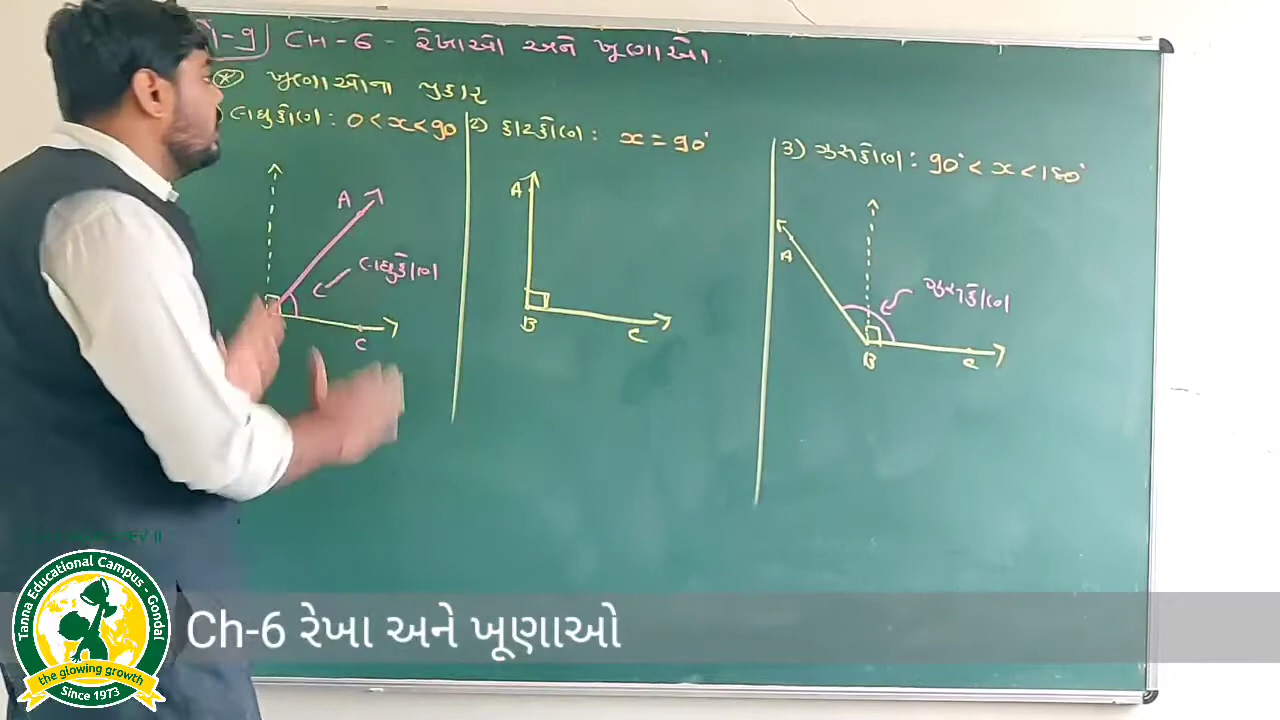 ધો-9) CH-6 - રેખાઓ અને ખૂણાઓ.
* ખૂણાઓના પ્રકાર
) લઘુકોણ : 0 < x < 90
2) કાટકોણ : x = 90°
3) ગુરુકોણ : 90° < x < 180°
A
લઘુકોણ
C
A
B
C
A
ગુરુકોણ
B
C
Tanna Educational Campus - Gondal
the glowing growth
Since 1973
Ch-6 રેખા અને ખૂણાઓ